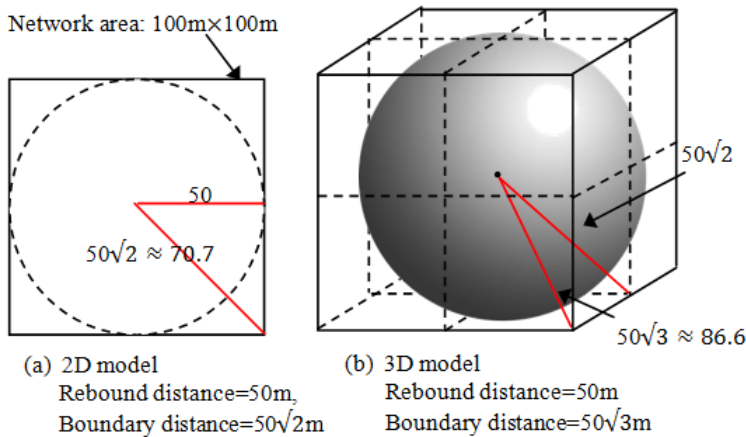 Network area: 100m×100m
50
50√2 ≈ 70.7
50√2
50√3 ≈ 86.6
(a) 2D model
Rebound distance=50m,
Boundary distance=50√2m
(b) 3D model
Rebound distance=50m
Boundary distance=50√3m